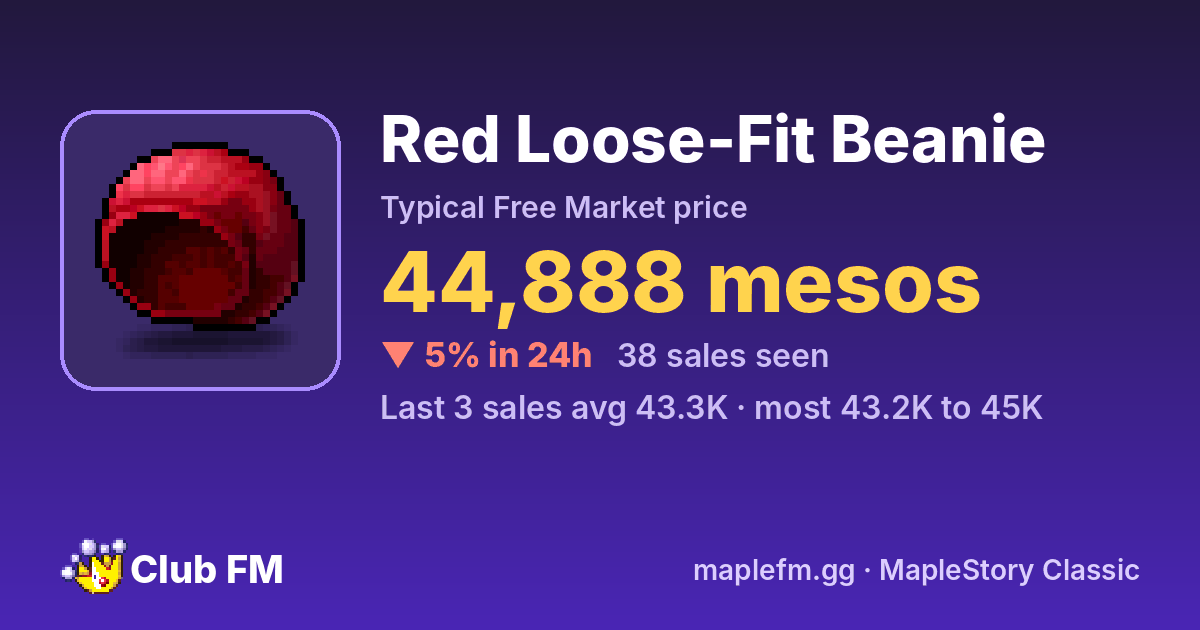 Red Loose-Fit Beanie
Typical Free Market price
44,888 mesos
▼ 5% in 24h 38 sales seen
Last 3 sales avg 43.3K · most 43.2K to 45K
Club FM
maplefm.gg · MapleStory Classic